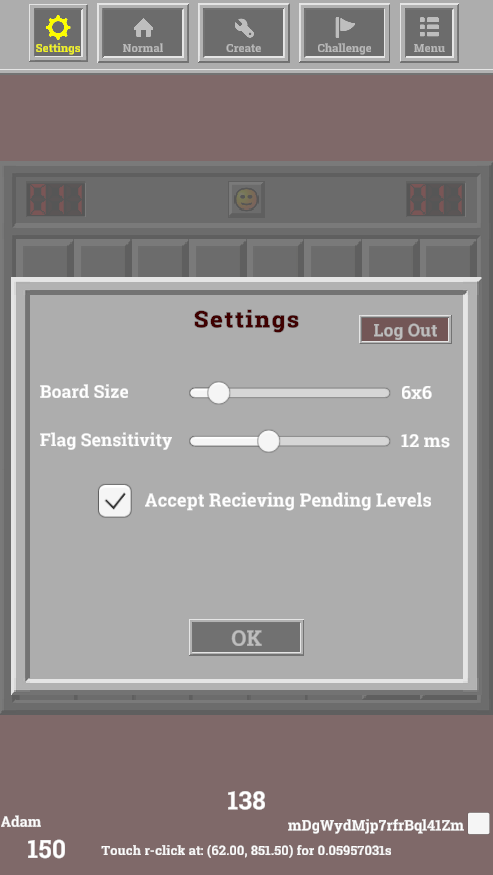 Settings
Normal
Create
Challenge
Menu
011
011
Settings
Log Out
Board Size
6x6
Flag Sensitivity
12 ms
Accept Recieving Pending Levels
OK
138
Adam
mDgWydMjp7rfrBql41Zm
150
Touch r-click at: (62.00, 851.50) for 0.05957031s